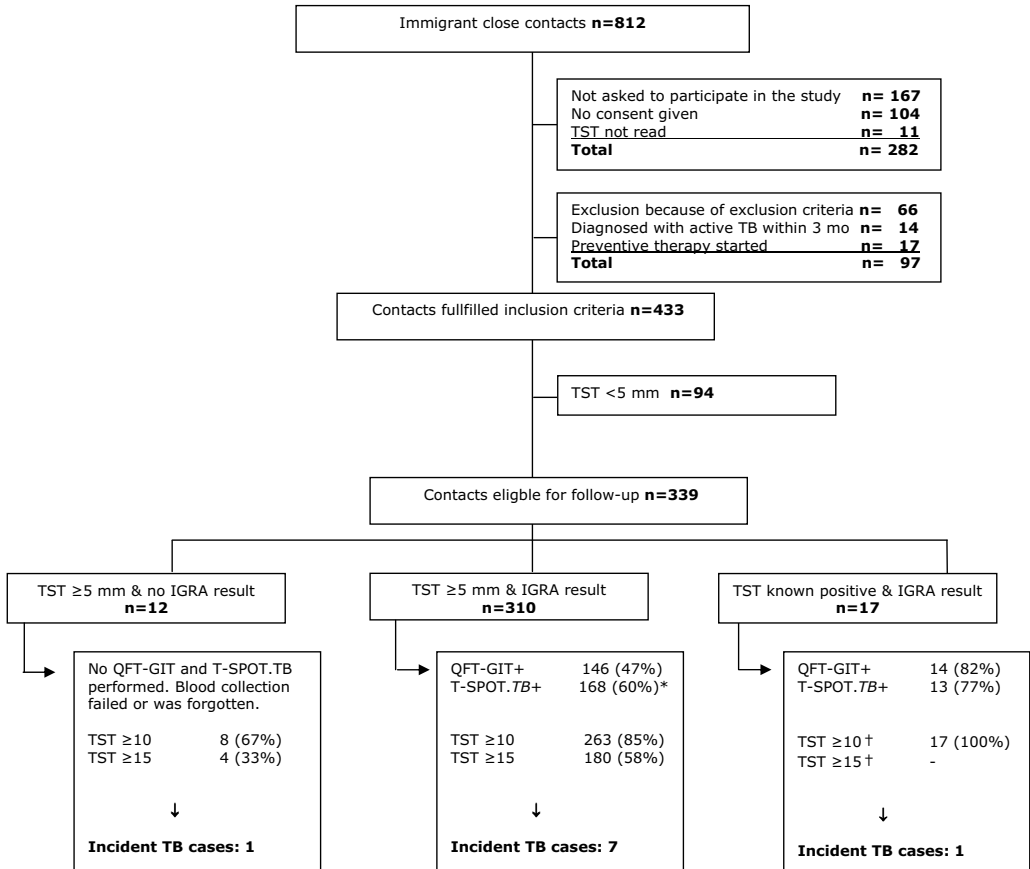 Immigrant close contacts n=812
Not asked to participate in the study n= 167
No consent given n= 104
TST not read n= 11
Total n= 282
Exclusion because of exclusion criteria n= 66
Diagnosed with active TB within 3 mo n= 14
Preventive therapy started n= 17
Total n= 97
Contacts fullfilled inclusion criteria n=433
TST <5 mm n=94
Contacts eligble for follow-up n=339
TST ≥5 mm & no IGRA result
n=12
TST ≥5 mm & IGRA result
n=310
TST known positive & IGRA result
n=17
No QFT-GIT and T-SPOT.TB
performed. Blood collection
failed or was forgotten.
TST ≥10 8 (67%)
TST ≥15 4 (33%)
↓
Incident TB cases: 1
QFT-GIT+ 146 (47%)
T-SPOT.TB+ 168 (60%)*
TST ≥10 263 (85%)
TST ≥15 180 (58%)
↓
Incident TB cases: 7
QFT-GIT+ 14 (82%)
T-SPOT.TB+ 13 (77%)
TST ≥10† 17 (100%)
TST ≥15† -
↓
Incident TB cases: 1